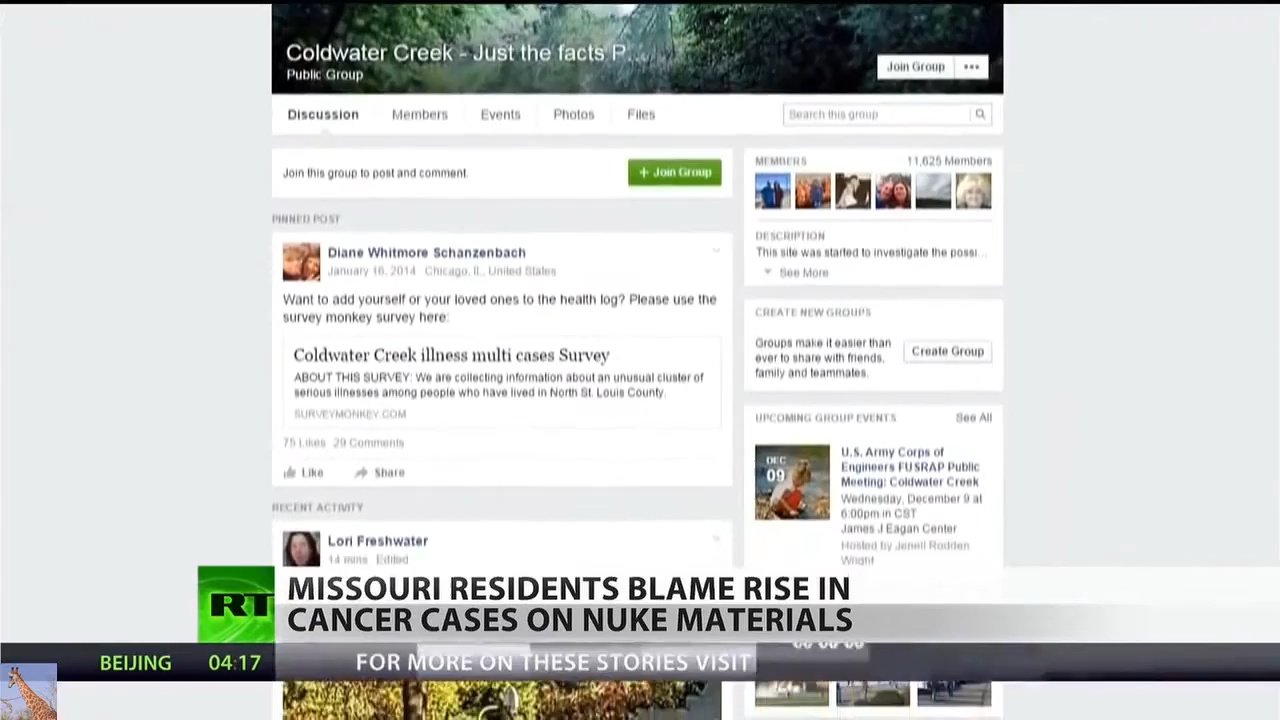 Coldwater Creek - Just the facts P...
Public Group
Join Group
Discussion
Members
Events
Photos
Files
Search this group
Join this group to post and comment.
+ Join Group
MEMBERS
11,625 Members
PINNED POST
Diane Whitmore Schanzenbach
January 16, 2014 Chicago, IL, United States
Want to add yourself or your loved ones to the health log? Please use the
survey monkey survey here:
Coldwater Creek illness multi cases Survey
ABOUT THIS SURVEY: We are collecting information about an unusual cluster of
serious illnesses among people who have lived in North St. Louis County.
SURVEYMONKEY.COM
75 Likes 29 Comments
Like Share
DESCRIPTION
This site was started to investigate the possi...
See More
CREATE NEW GROUPS
Groups make it easier than
ever to share with friends,
family and teammates.
Create Group
UPCOMING GROUP EVENTS
See All
DEC
09
U.S. Army Corps of
Engineers FUSRAP Public
Meeting: Coldwater Creek
Wednesday, December 9 at
6:00pm in CST
James J Eagan Center
Hosted by Jenell Rodden
Wright
RECENT ACTIVITY
Lori Freshwater
14 mins Edited
RT
MISSOURI RESIDENTS BLAME RISE IN
CANCER CASES ON NUKE MATERIALS
BEIJING 04:17
FOR MORE ON THESE STORIES VISIT